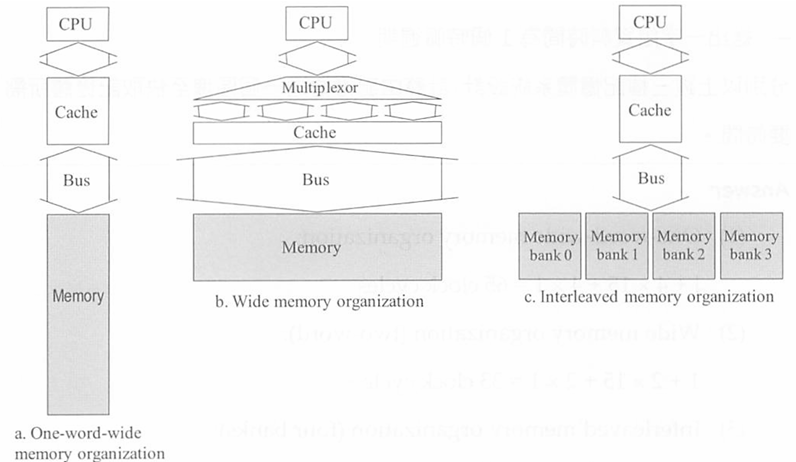 CPU
Cache
Bus
Memory
a. One-word-wide
memory organization
CPU
Multiplexor
Cache
Bus
Memory
b. Wide memory organization
CPU
Cache
Bus
Memory
bank 0
Memory
bank 1
Memory
bank 2
Memory
bank 3
c. Interleaved memory organization